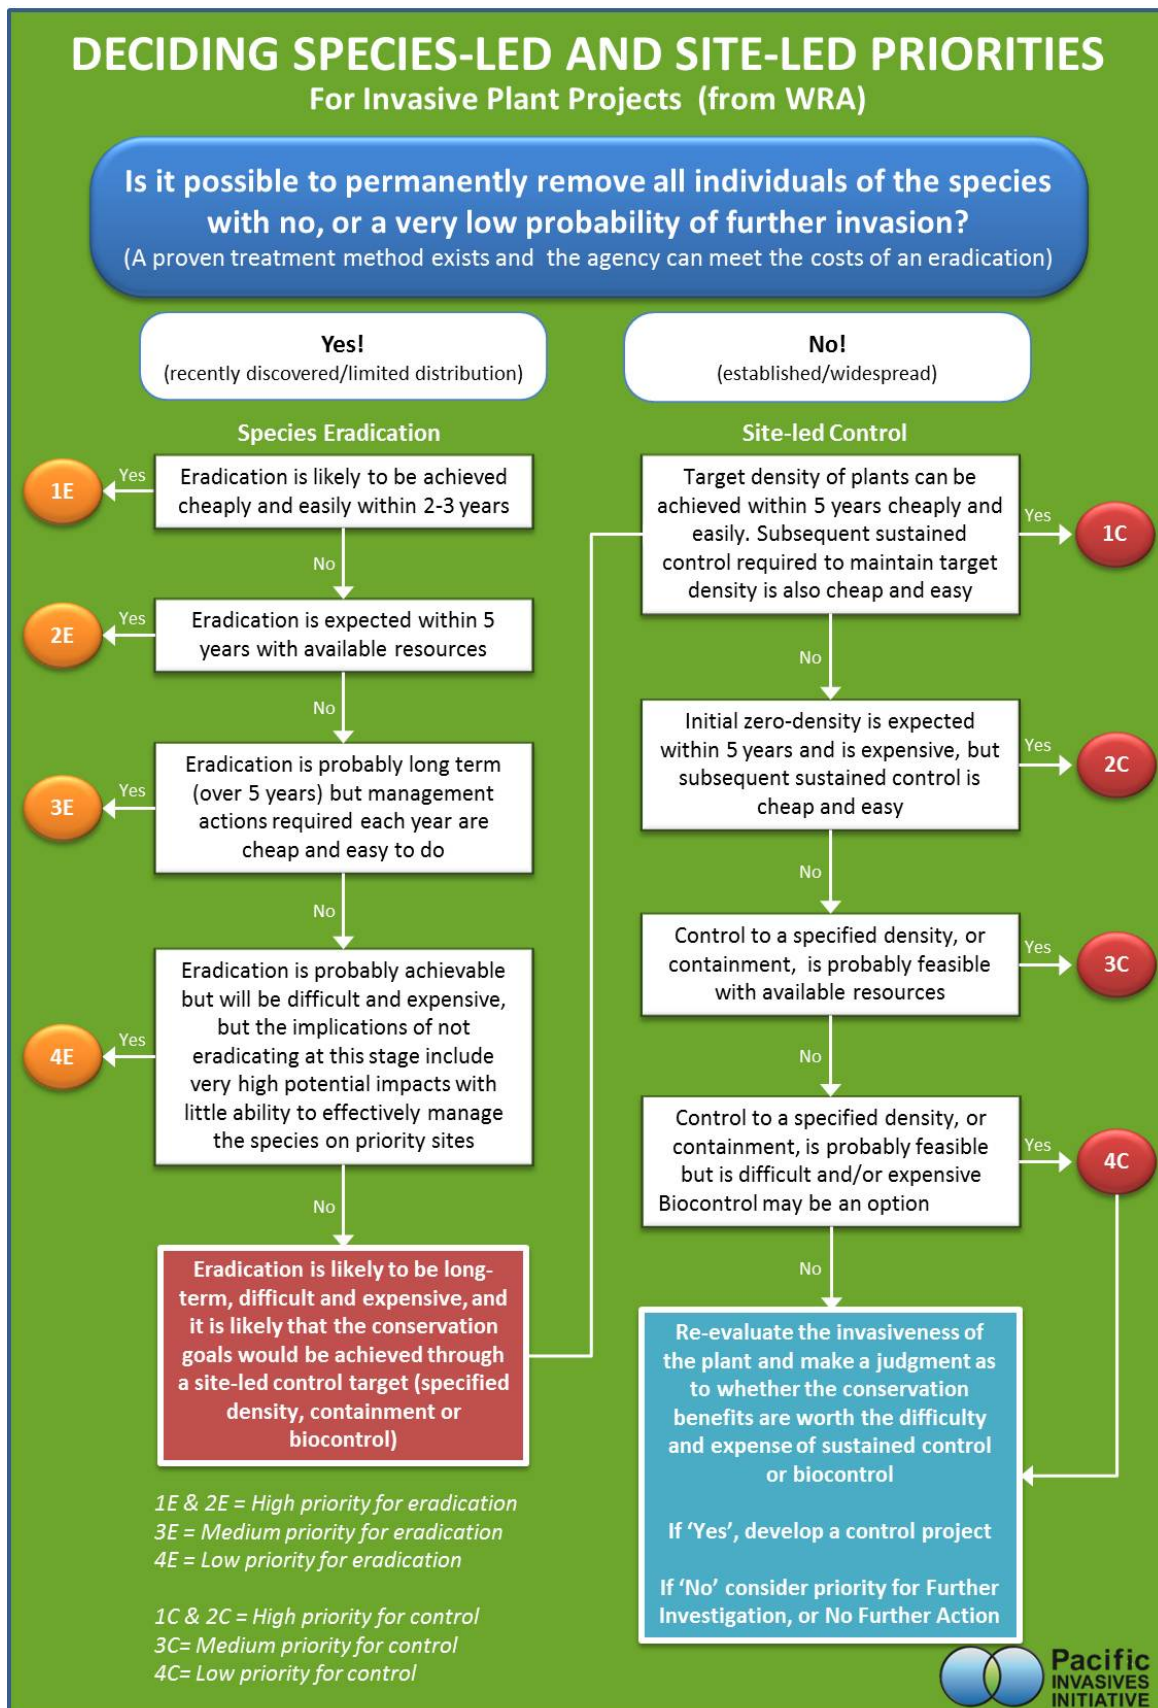 DECIDING SPECIES-LED AND SITE-LED PRIORITIES
For Invasive Plant Projects (from WRA)
Is it possible to permanently remove all individuals of the species
with no, or a very low probability of further invasion?
(A proven treatment method exists and the agency can meet the costs of an eradication)
Yes!
(recently discovered/limited distribution)
Species Eradication
1E
Yes
Eradication is likely to be achieved
cheaply and easily within 2-3 years
No
2E
Yes
Eradication is expected within 5
years with available resources
No
3E
Yes
Eradication is probably long term
(over 5 years) but management
actions required each year are
cheap and easy to do
No
4E
Yes
Eradication is probably achievable
but will be difficult and expensive,
but the implications of not
eradicating at this stage include
very high potential impacts with
little ability to effectively manage
the species on priority sites
No
Eradication is likely to be long-
term, difficult and expensive, and
it is likely that the conservation
goals would be achieved through
a site-led control target (specified
density, containment or
biocontrol)
No!
(established/widespread)
Site-led Control
Target density of plants can be
achieved within 5 years cheaply and
easily. Subsequent sustained
control required to maintain target
density is also cheap and easy
Yes
1C
No
Initial zero-density is expected
within 5 years and is expensive, but
subsequent sustained control is
cheap and easy
Yes
2C
No
Control to a specified density, or
containment, is probably feasible
with available resources
Yes
3C
No
Control to a specified density, or
containment, is probably feasible
but is difficult and/or expensive
Biocontrol may be an option
Yes
4C
No
Re-evaluate the invasiveness of
the plant and make a judgment as
to whether the conservation
benefits are worth the difficulty
and expense of sustained control
or biocontrol
If ‘Yes’, develop a control project
If ‘No’ consider priority for Further
Investigation, or No Further Action
1E & 2E = High priority for eradication
3E = Medium priority for eradication
4E = Low priority for eradication
1C & 2C = High priority for control
3C= Medium priority for control
4C= Low priority for control
Pacific
INVASIVES
INITIATIVE